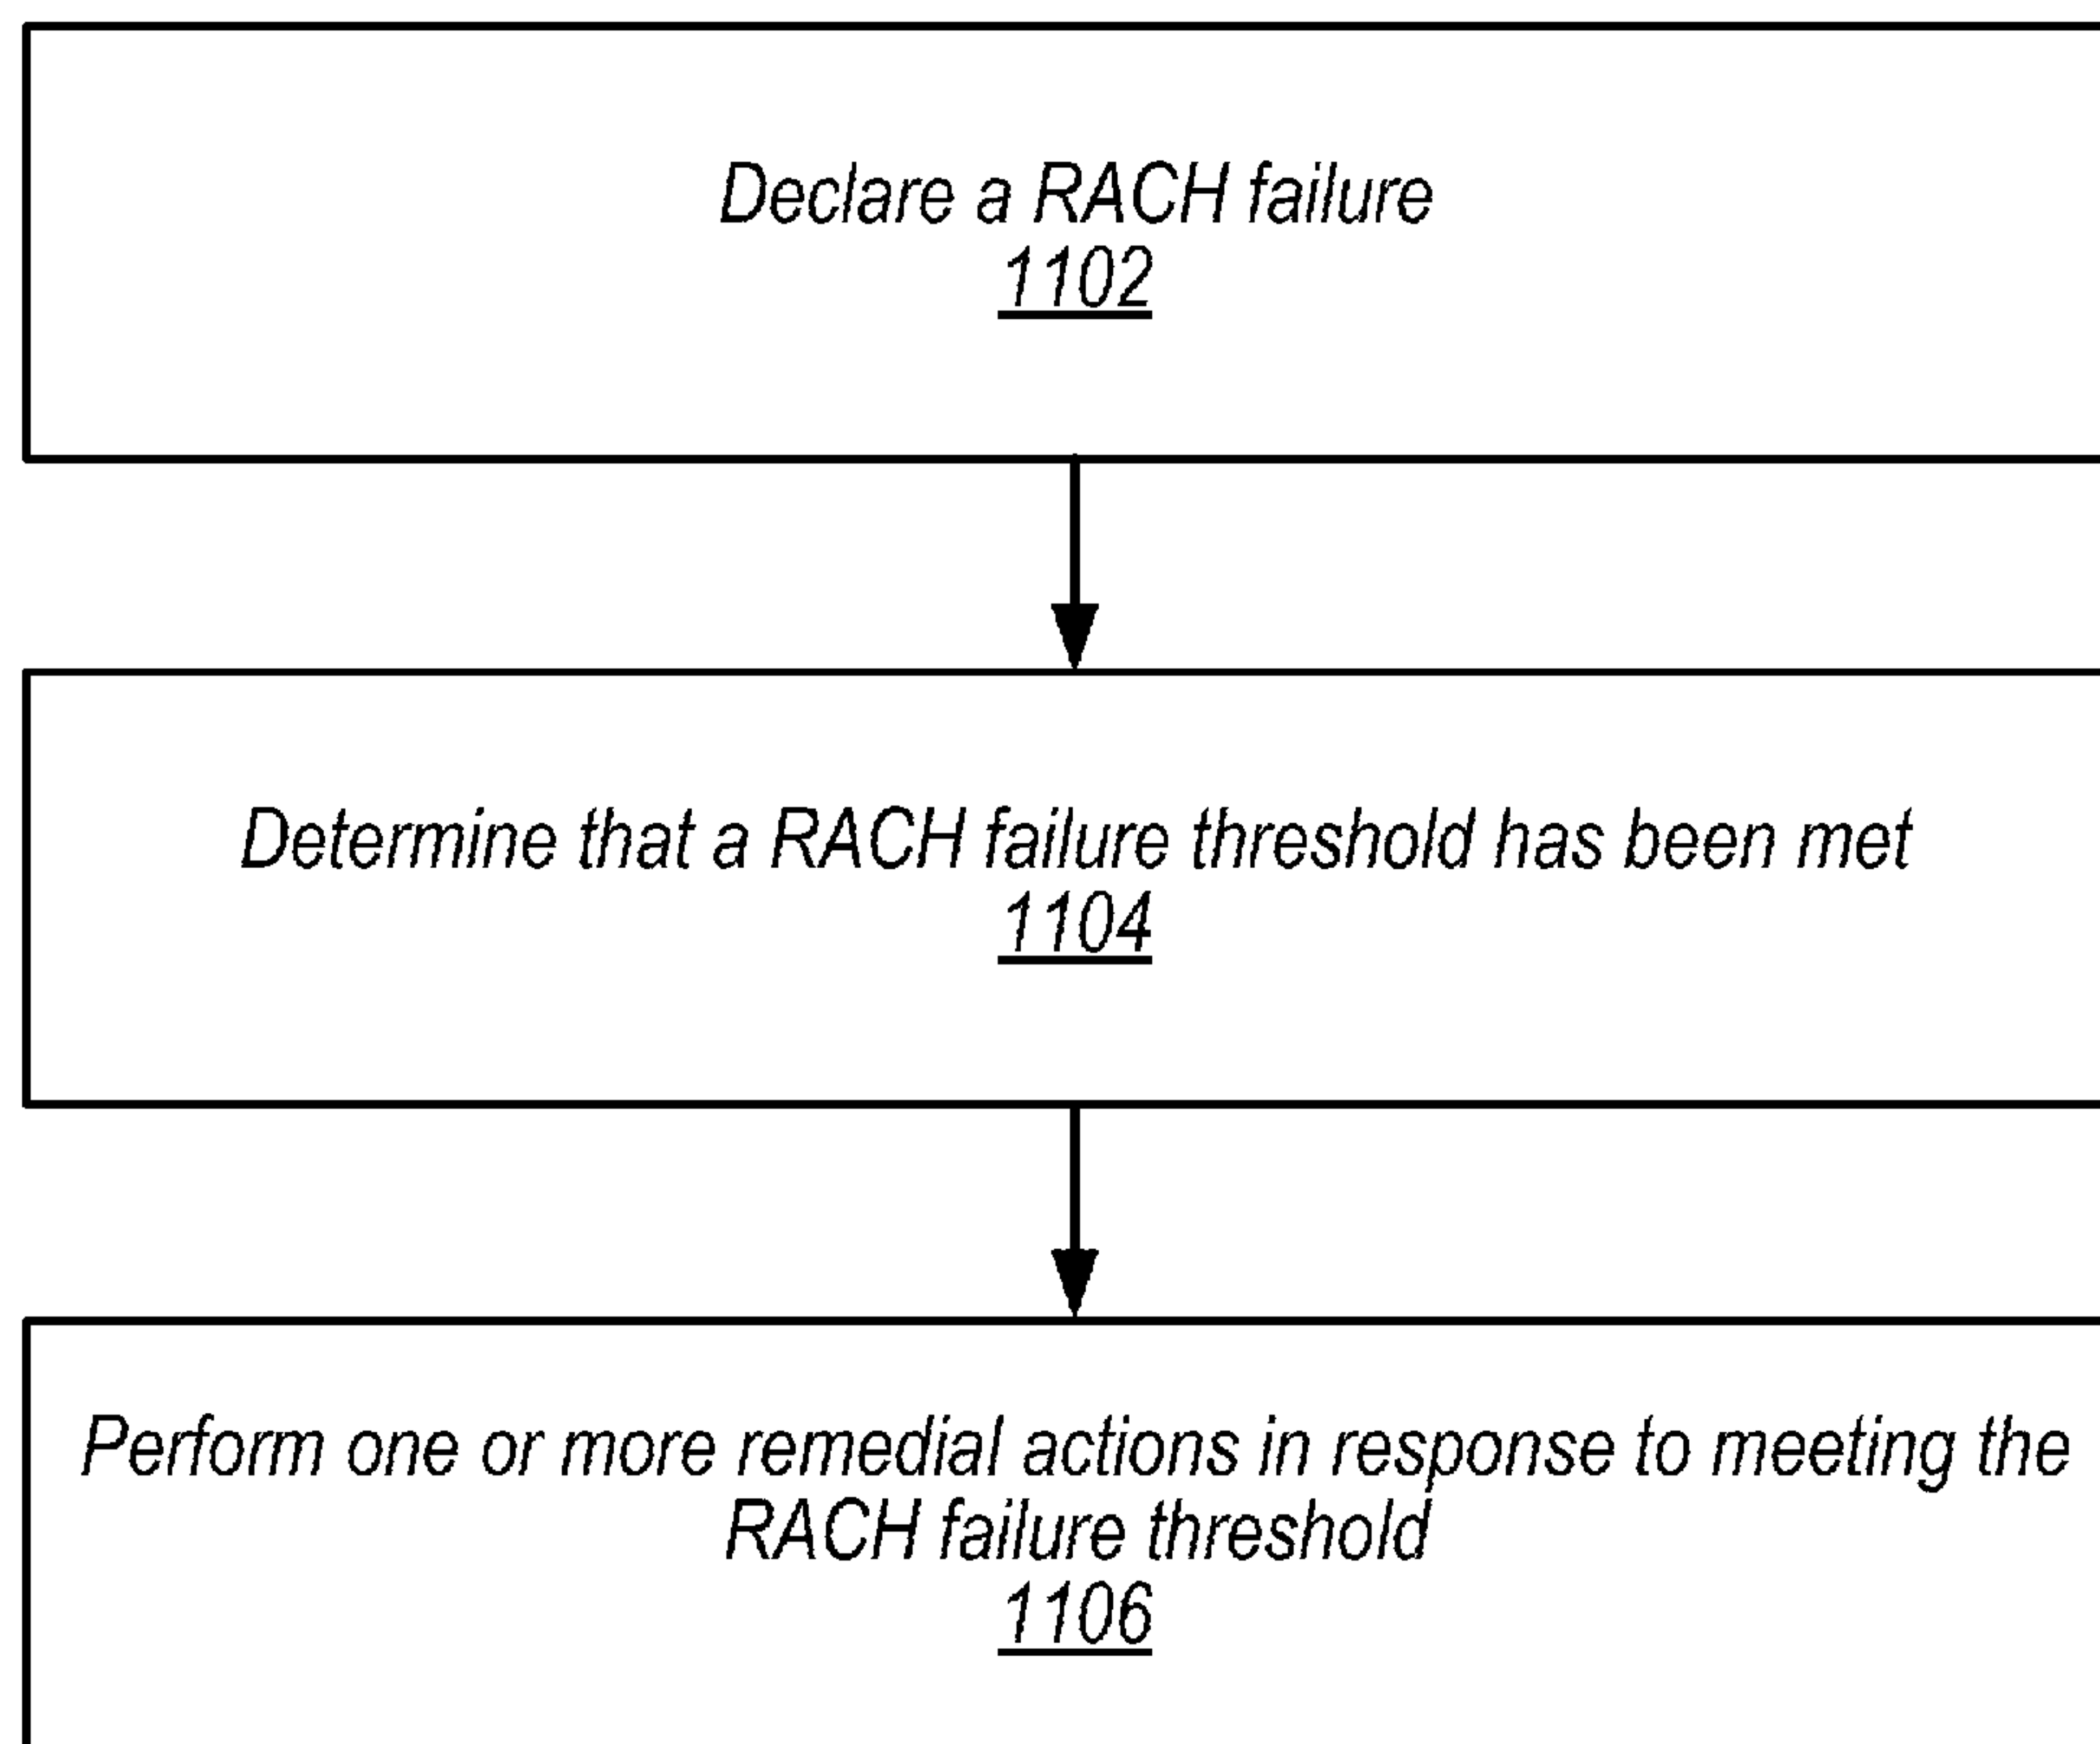 Declare a RACH failure
1102
Determine that a RACH failure threshold has been met
1104
Perform one or more remedial actions in response to meeting the
RACH failure threshold
1106